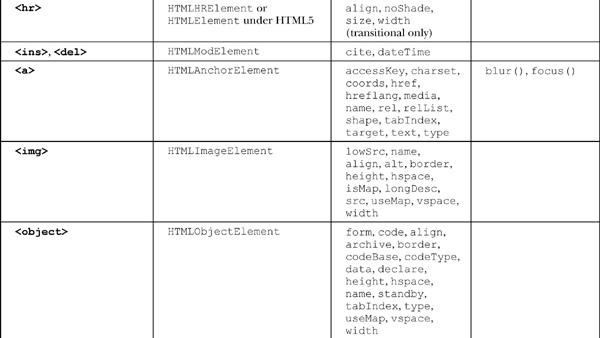 <hr>
HTMLHRElement or
HTMLElement under HTML5
align, noShade,
size, width
(transitional only)
<ins>, <del>
HTMLModElement
cite, dateTime
<a>
HTMLAnchorElement
accessKey, charset,
coords, href,
hreflang, media,
name, rel, relList,
shape, tabIndex,
target, text, type
blur(), focus()
<img>
HTMLImageElement
lowSrc, name,
align, alt, border,
height, hspace,
isMap, longDesc,
src, useMap, vspace,
width
<object>
HTMLObjectElement
form, code, align,
archive, border,
codeBase, codeType,
data, declare,
height, hspace,
name, standby,
tabIndex, type,
useMap, vspace,
width